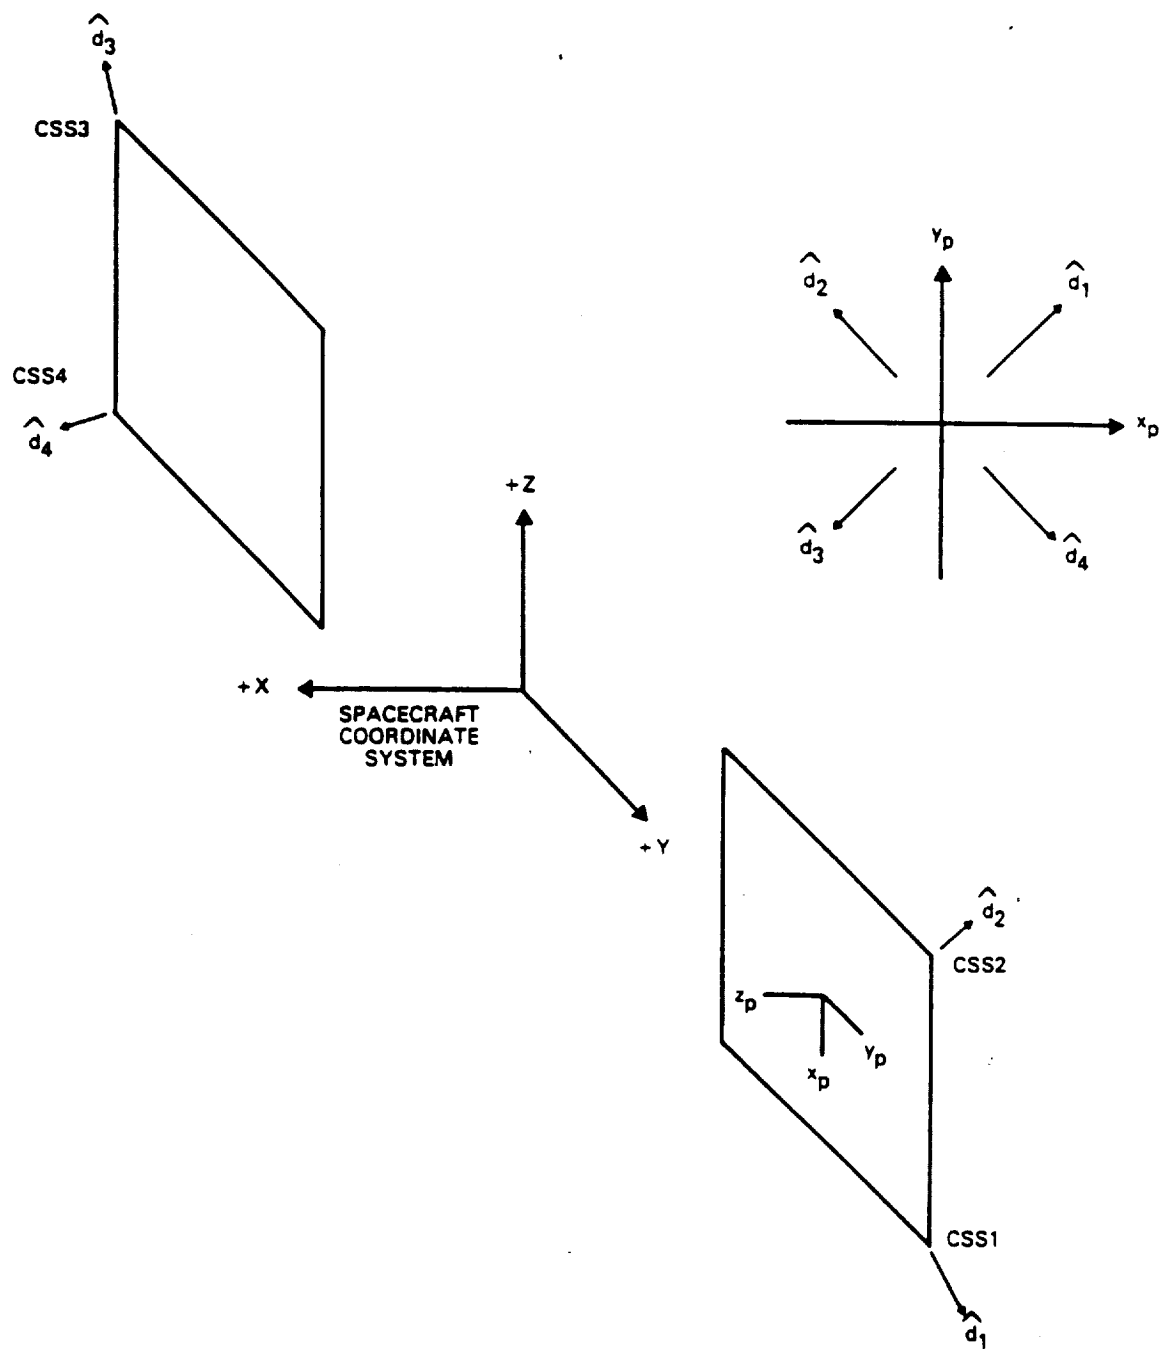 d̂3
CSS3
CSS4
d̂4
yp
d̂2
d̂1
xp
d̂3
d̂4
+Z
+X
SPACECRAFT
COORDINATE
SYSTEM
+Y
d̂2
CSS2
zp
yp
xp
CSS1
d̂1